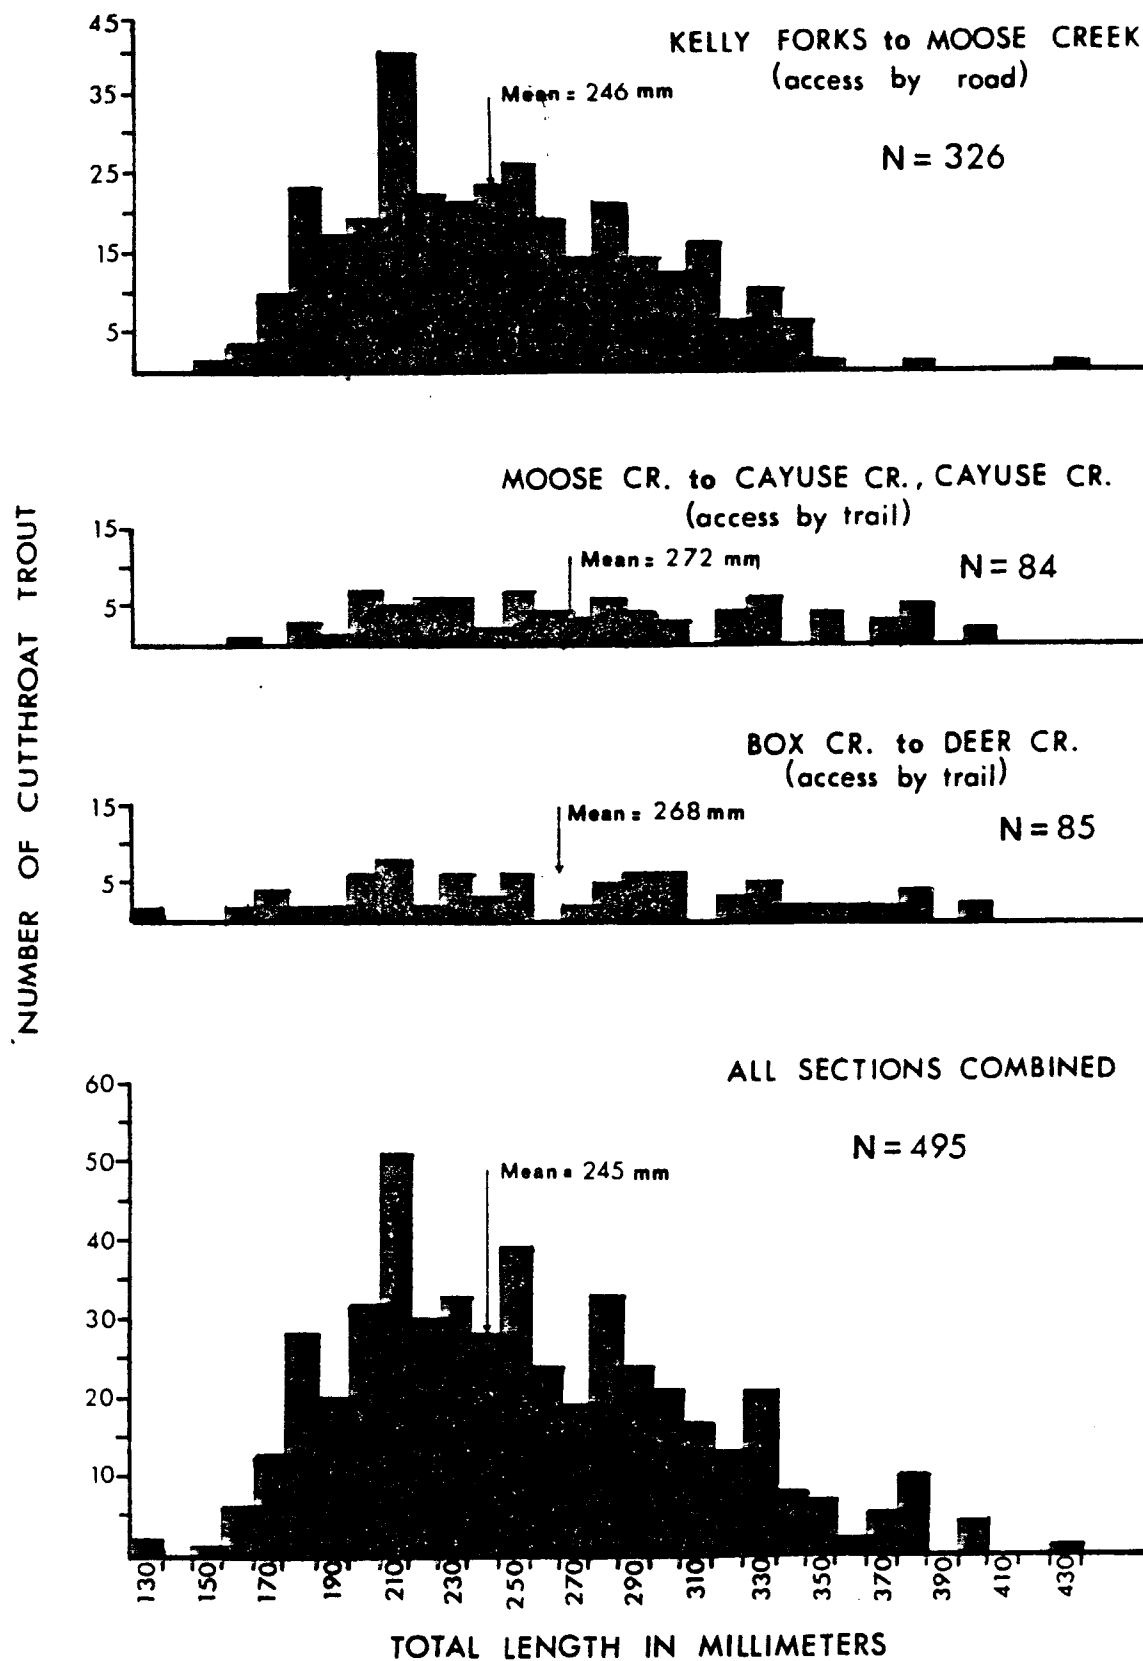 KELLY FORKS to MOOSE CREEK
(access by road)
Mean = 246 mm
N = 326
45
35
25
15
5
MOOSE CR. to CAYUSE CR., CAYUSE CR.
(access by trail)
Mean = 272 mm
N = 84
15
5
BOX CR. to DEER CR.
(access by trail)
Mean = 268 mm
N = 85
15
5
NUMBER OF CUTTHROAT TROUT
ALL SECTIONS COMBINED
N = 495
Mean = 245 mm
60
50
40
30
20
10
130 150 170 190 210 230 250 270 290 310 330 350 370 390 410 430
TOTAL LENGTH IN MILLIMETERS